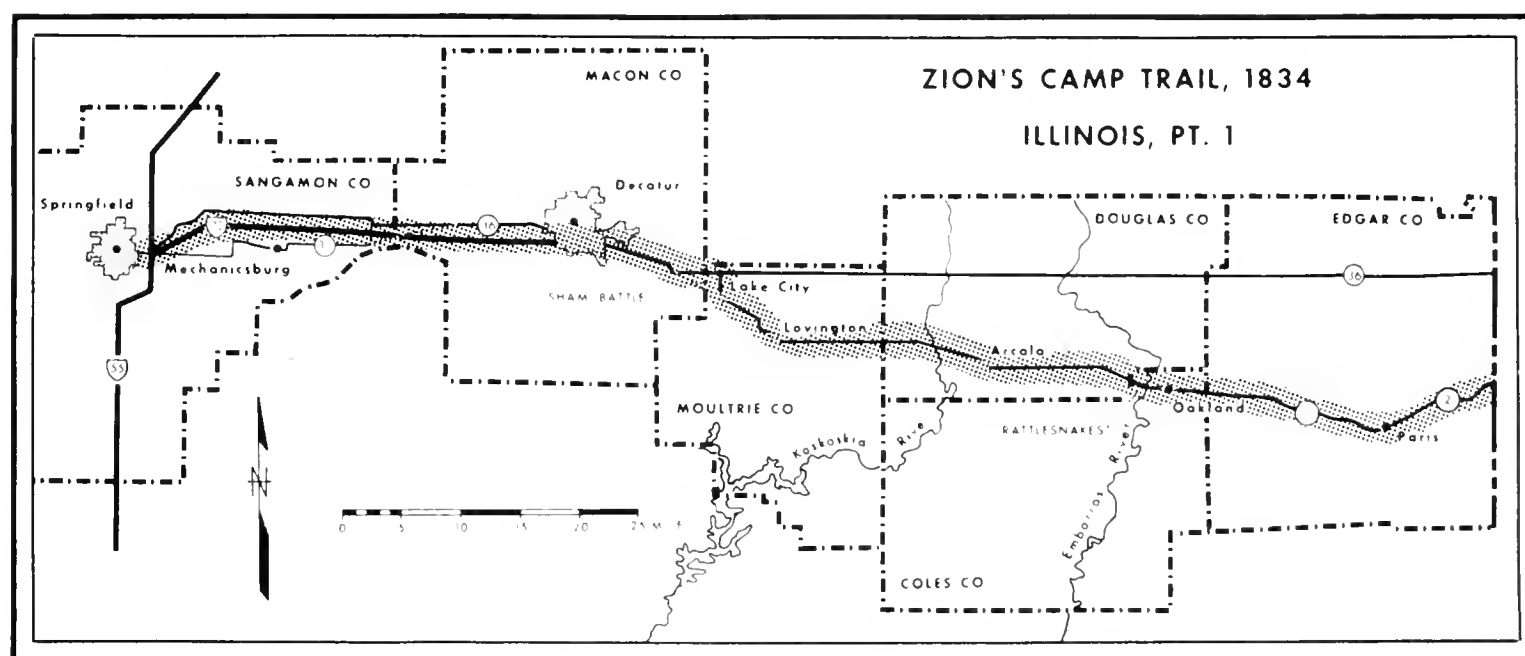 ZION'S CAMP TRAIL, 1834
ILLINOIS, PT. 1
MACON CO
SANGAMON CO
Decatur
Springfield
DOUGLAS CO
EDGAR CO
36
Mechanicsburg
SHAM BATTLE
Lake City
36
Lovington
Arcola
55
MOULTRIE CO
Oakland
2
Paris
RATTLESNAKES
Kaskaskia
River
Embarras River
N
0 5 10 15 20 25
COLES CO